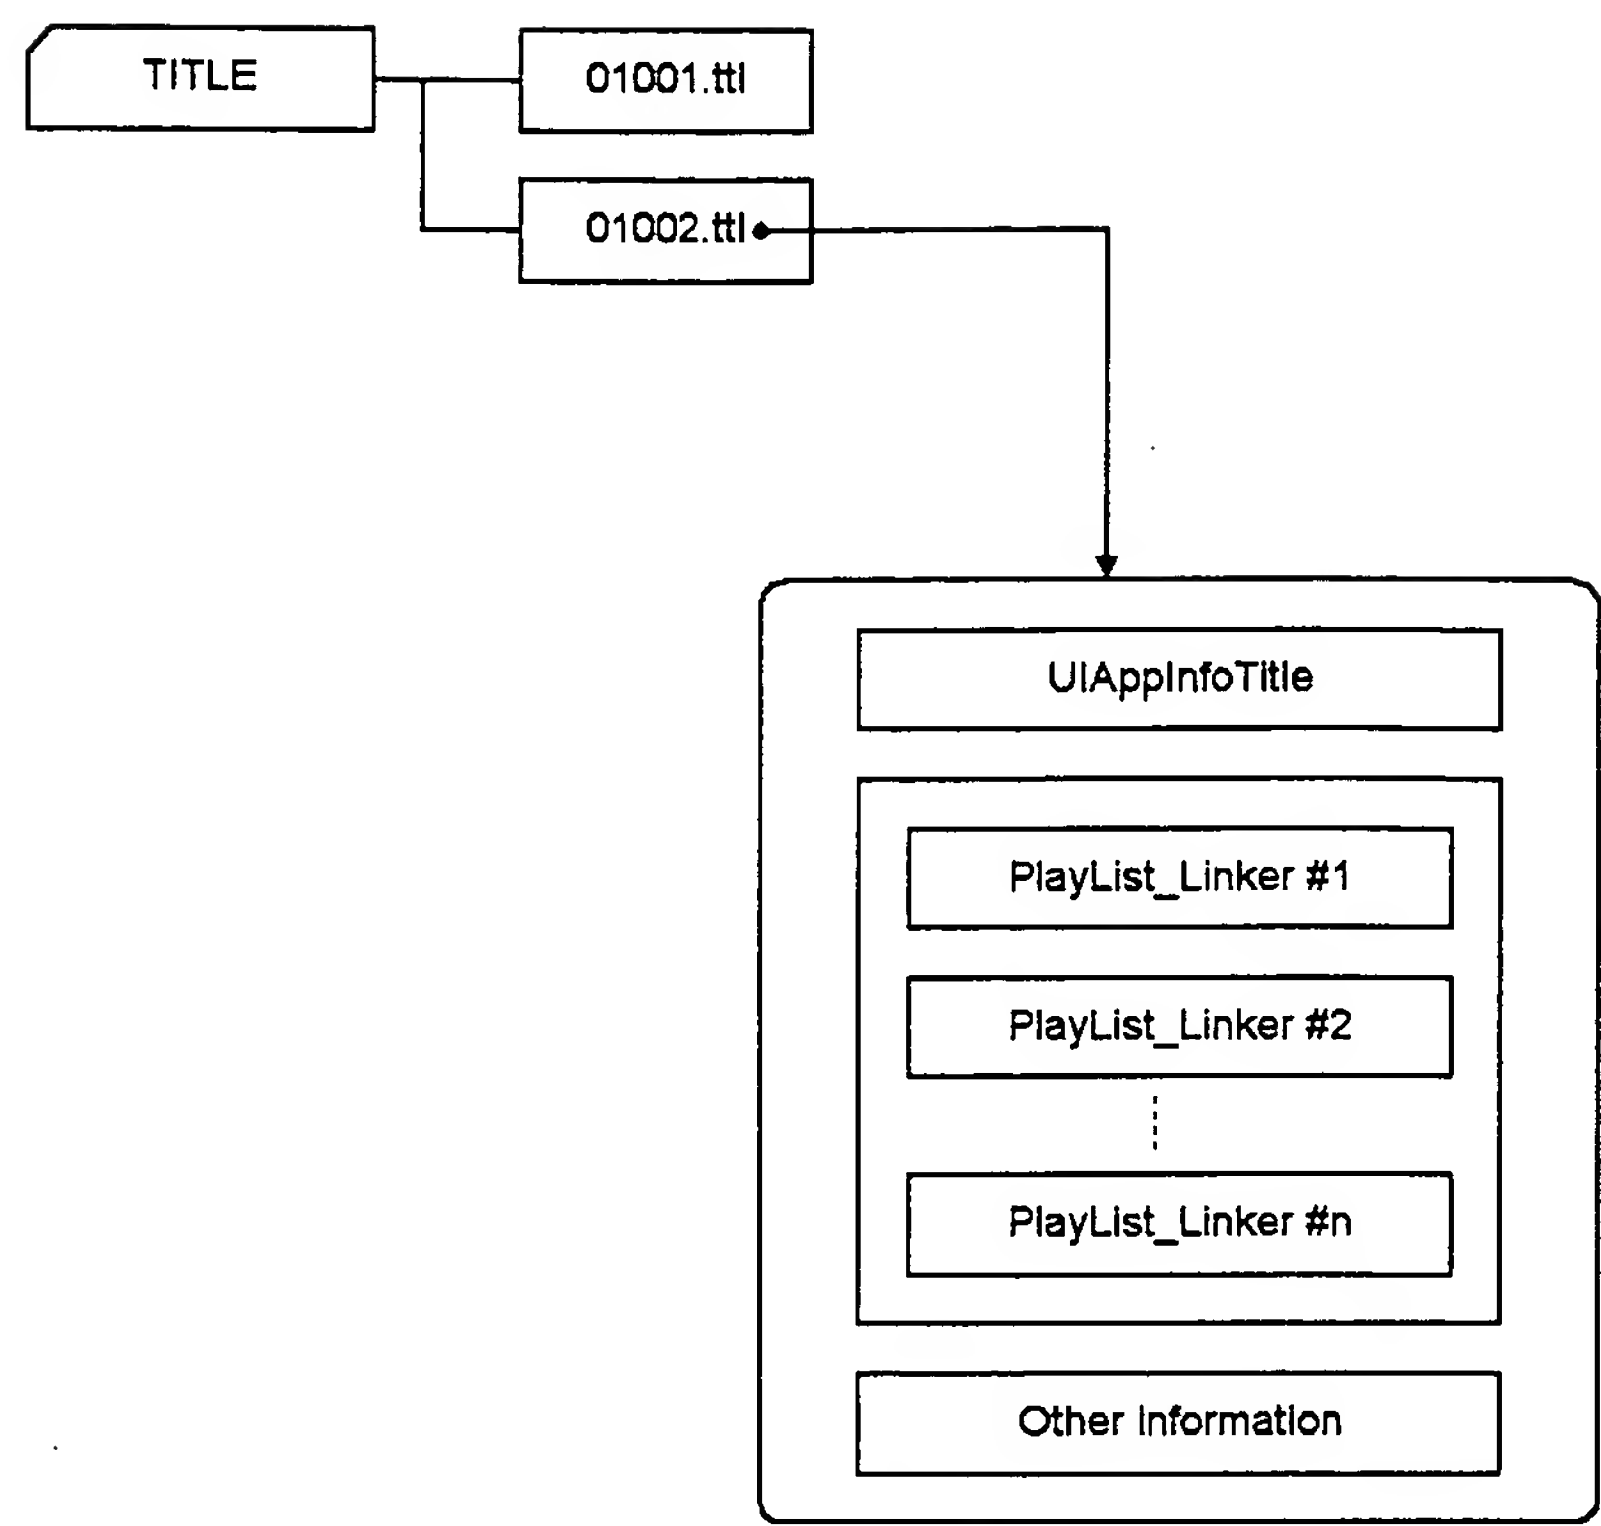 TITLE
01001.ttl
01002.ttl
UIAppInfoTitle
PlayList_Linker #1
PlayList_Linker #2
PlayList_Linker #n
Other Information